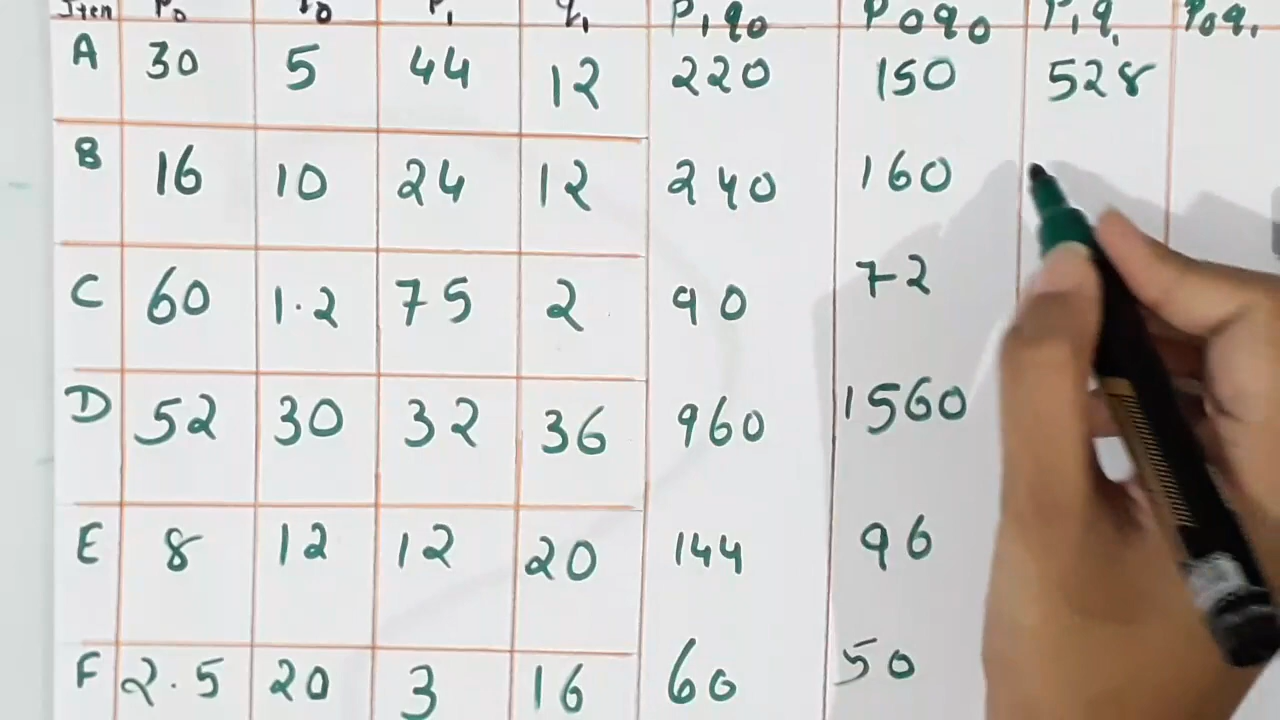 Item P0 q0 P1 q1 P1q0 P0q0 P1q1 P0q1
A 30 5 44 12 220 150 528
B 16 10 24 12 240 160
C 60 1.2 75 2 90 72
D 52 30 32 36 960 1560
E 8 12 12 20 144 96
F 2.5 20 3 16 60 50